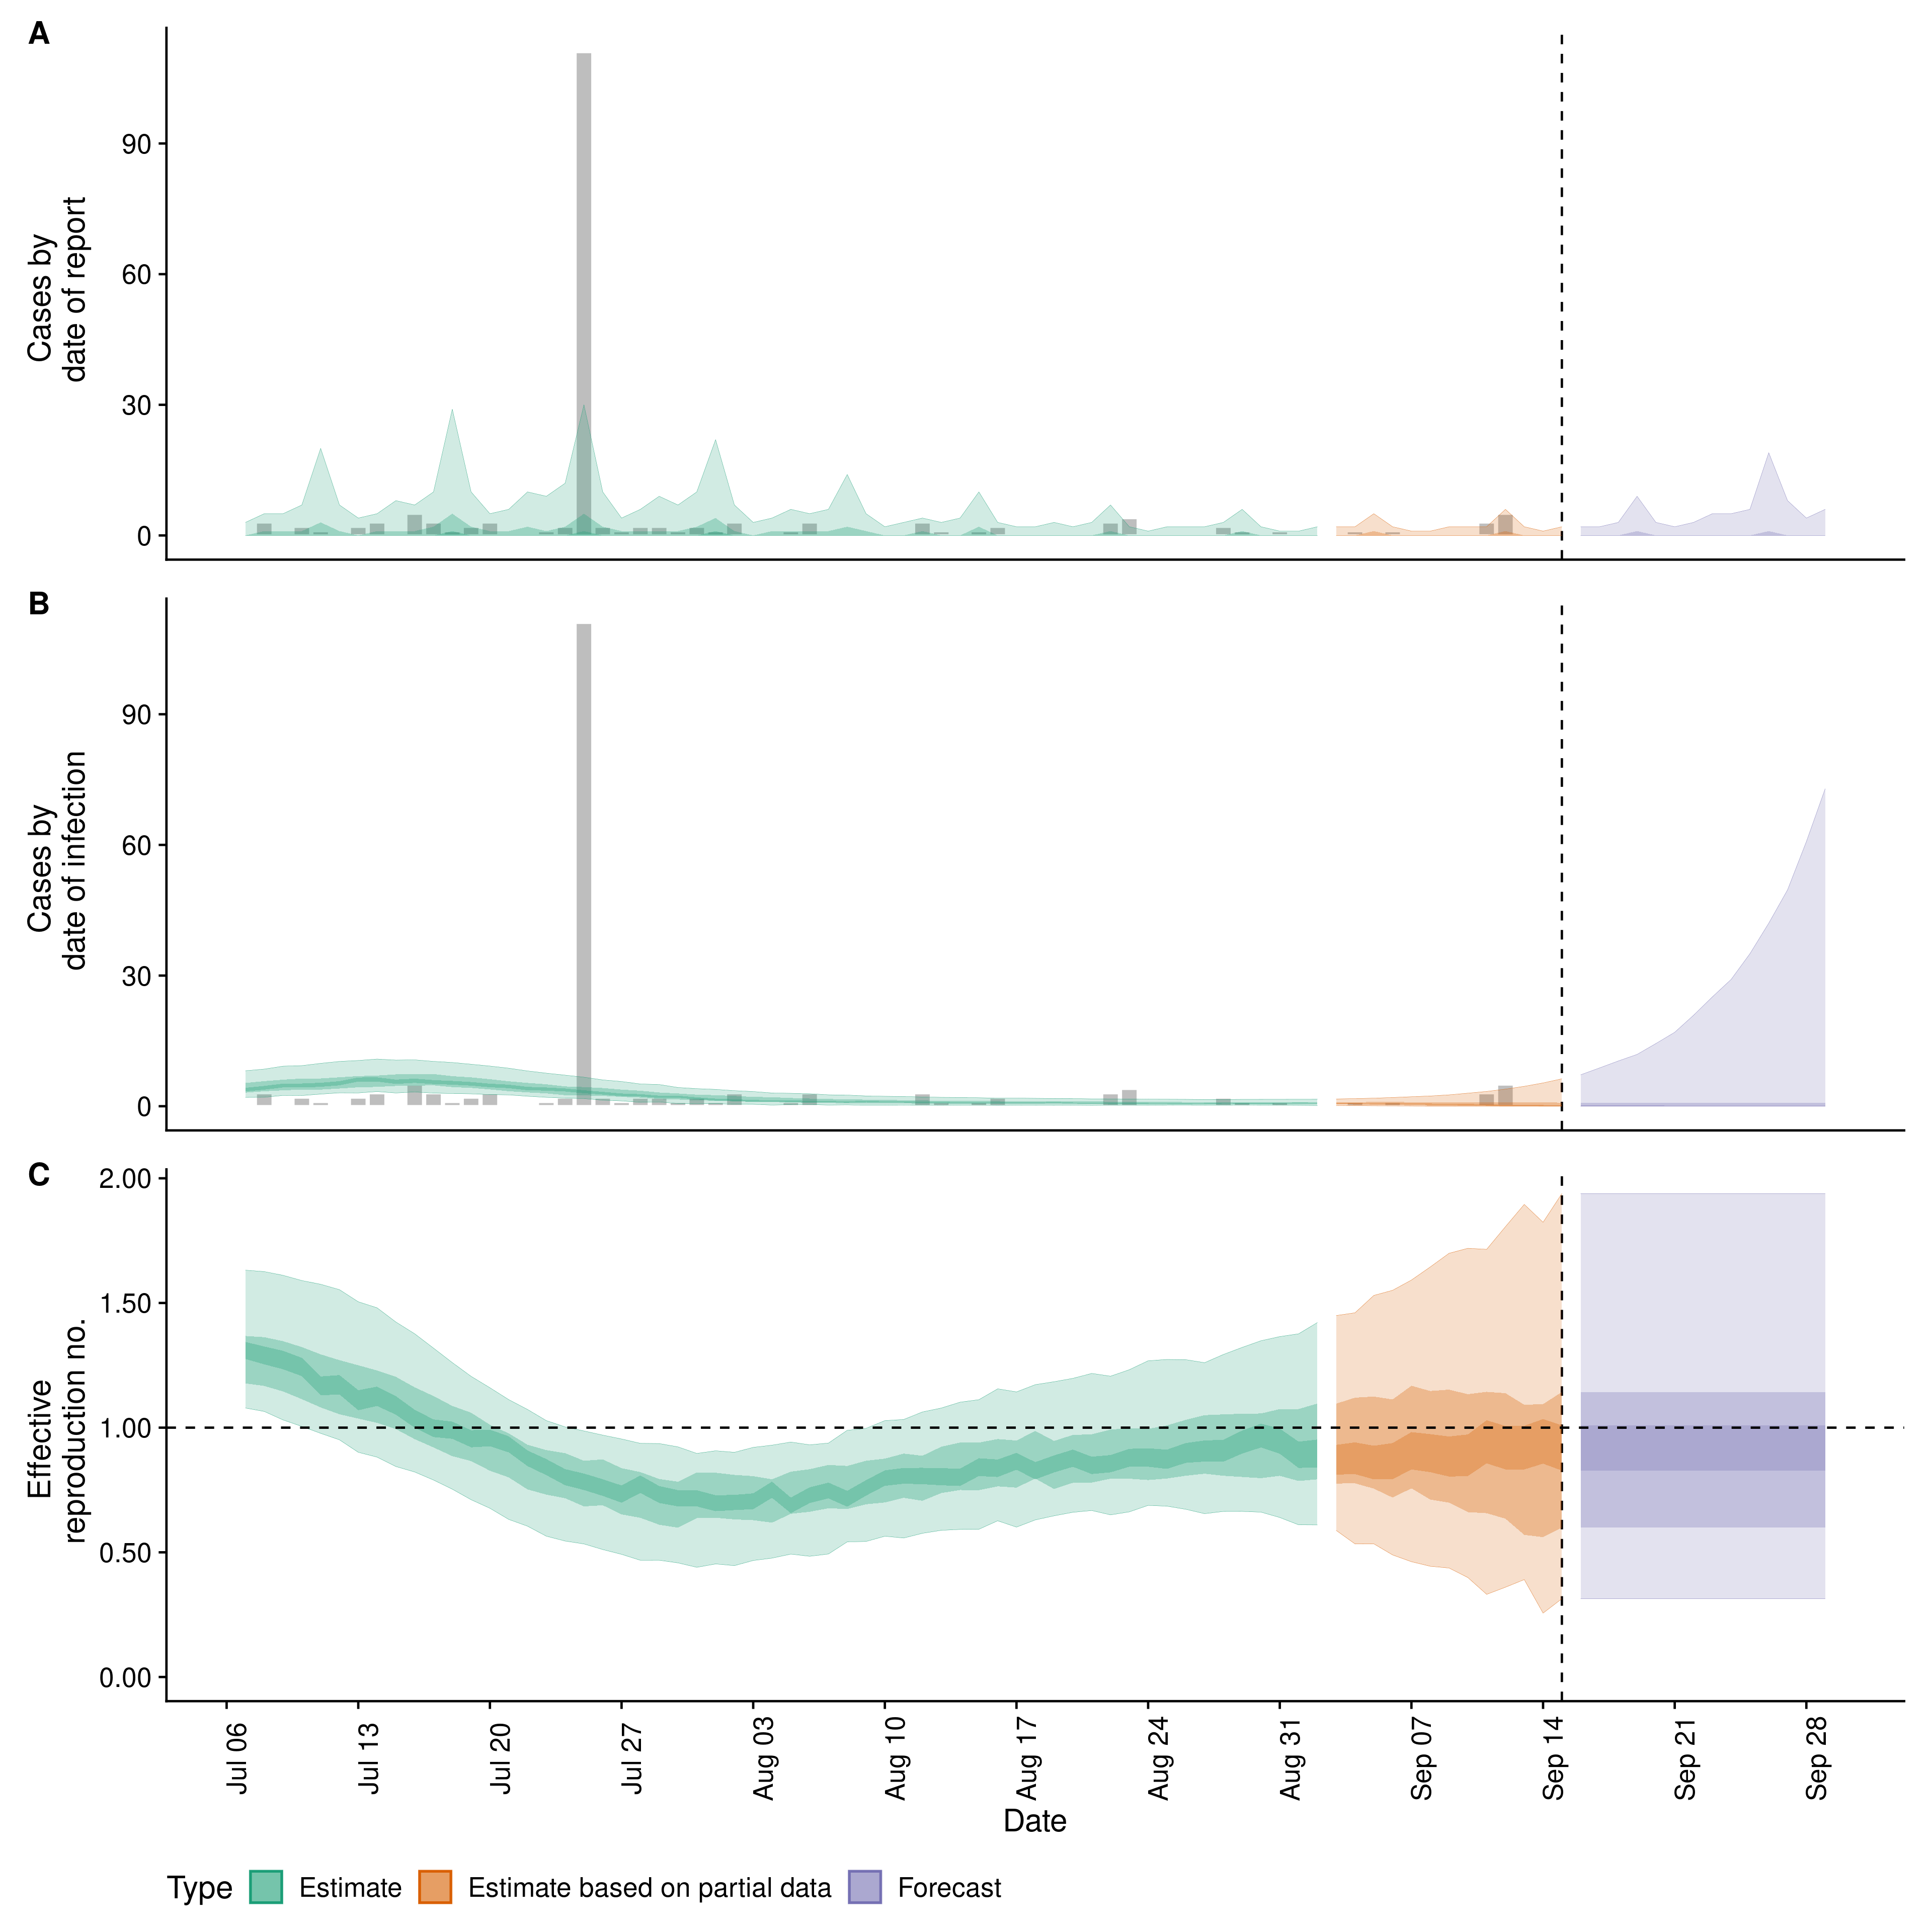 A
Cases by
date of report
90
60
30
0
B
Cases by
date of infection
90
60
30
0
C
Effective
reproduction no.
2.00
1.50
1.00
0.50
0.00
Jul 06
Jul 13
Jul 20
Jul 27
Aug 03
Aug 10
Aug 17
Aug 24
Aug 31
Sep 07
Sep 14
Sep 21
Sep 28
Date
Type Estimate Estimate based on partial data Forecast